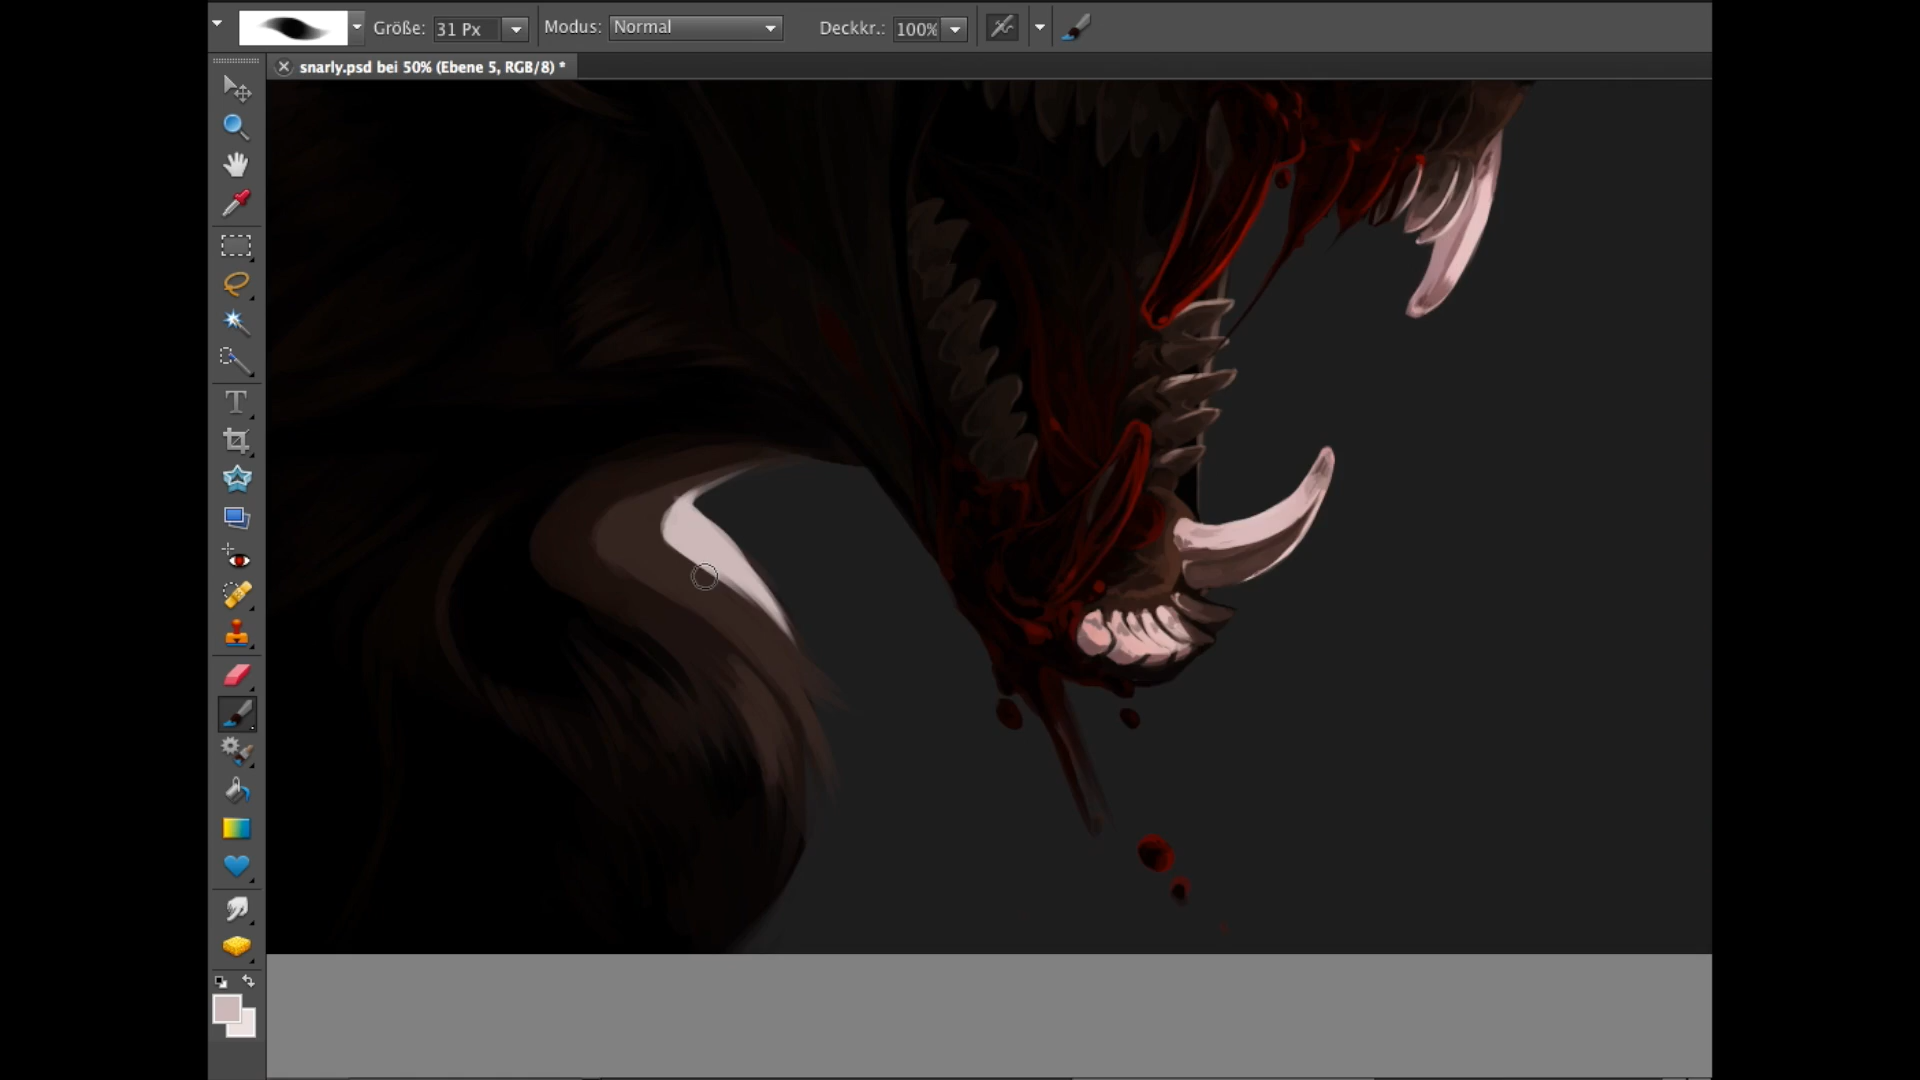 Größe: 31 Px Modus: Normal Deckkr.: 100%
snarly.psd bei 50% (Ebene 5, RGB/8) *
T